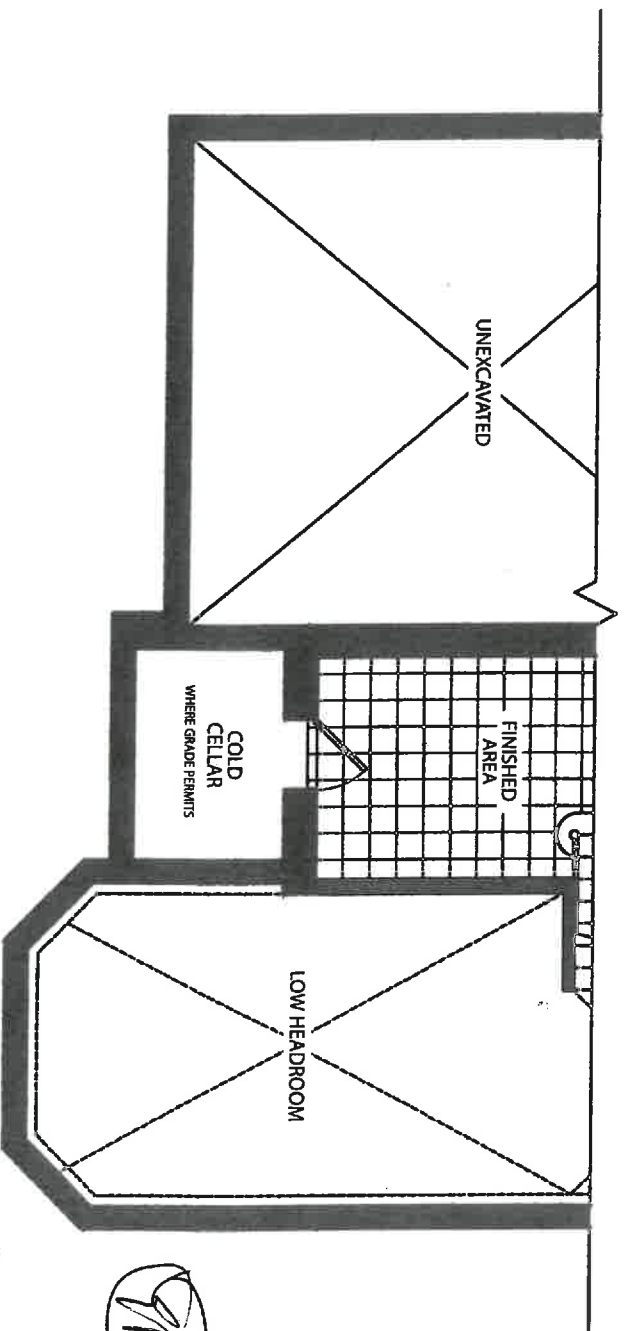 UNEXCAVATED
FINISHED
AREA
COLD
CELLAR
WHERE GRADE PERMITS
LOW HEADROOM